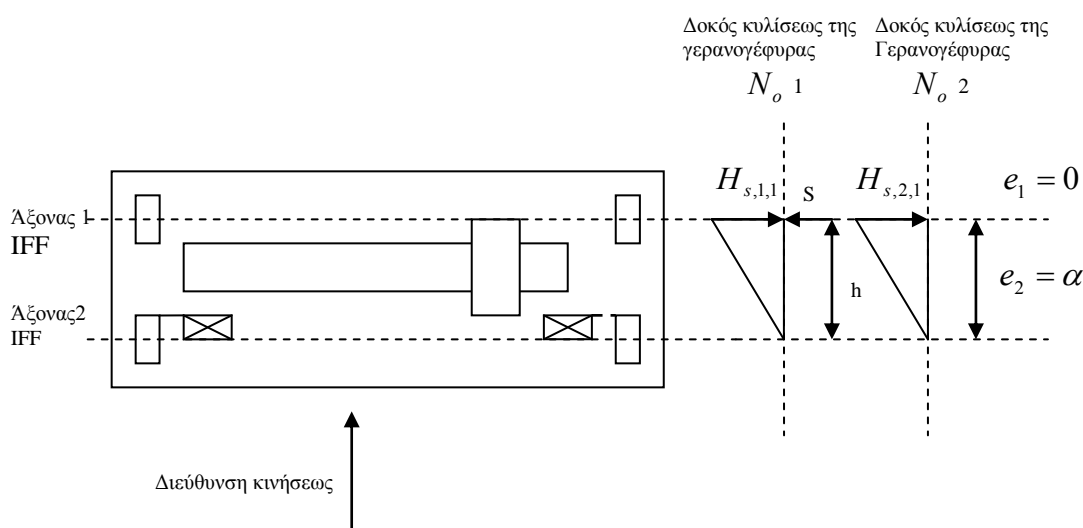 Δοκός κυλίσεως της
γερανογέφυρας
N_o 1
Δοκός κυλίσεως της
Γερανογέφυρας
N_o 2
H_{s,1,1}
S
H_{s,2,1}
e_1 = 0
Άξονας 1
IFF
h
e_2 = α
Άξονας2
IFF
Διεύθυνση κινήσεως